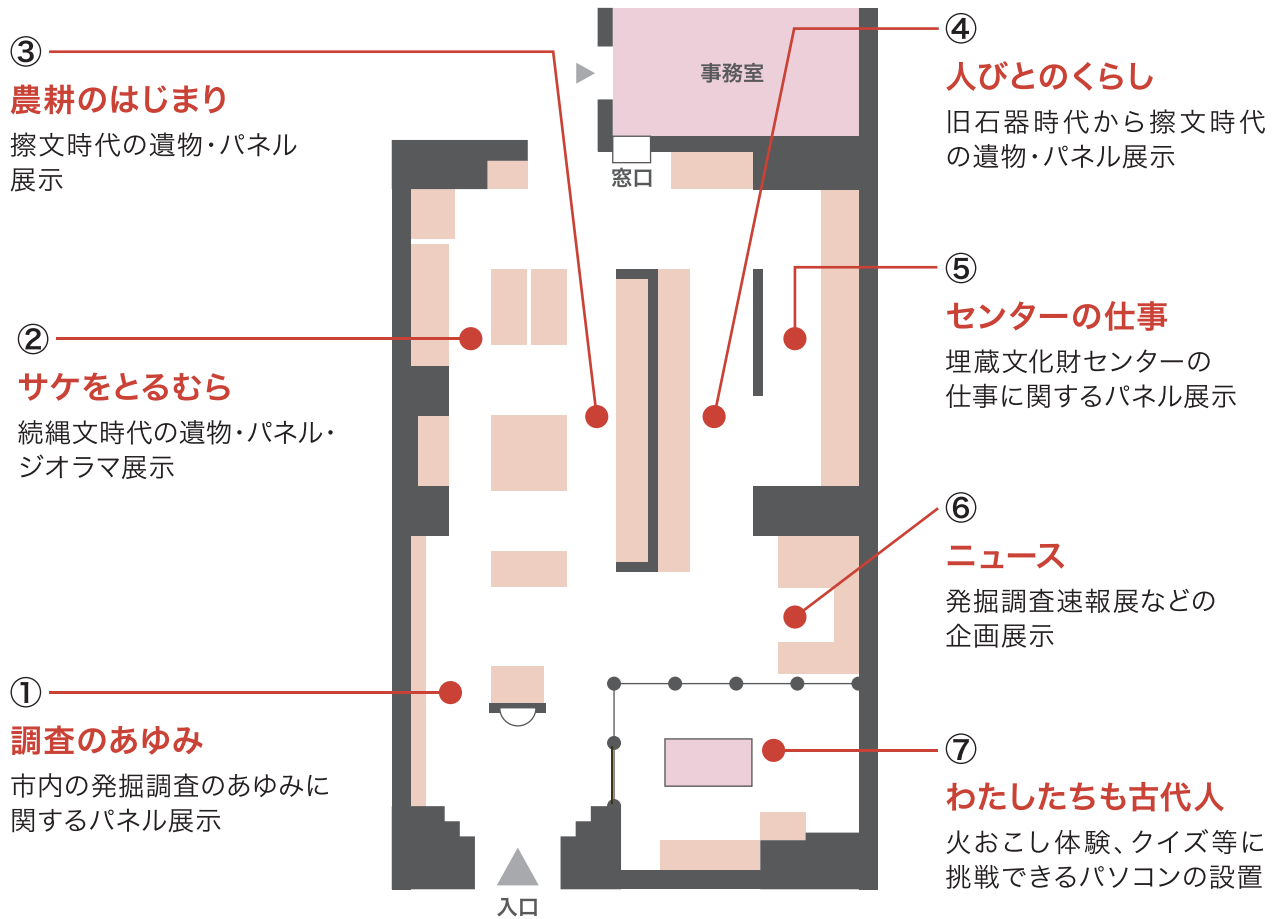 ③
農耕のはじまり
擦文時代の遺物・パネル
展示
②
サケをとるむら
続縄文時代の遺物・パネル・
ジオラマ展示
①
調査のあゆみ
市内の発掘調査のあゆみに
関するパネル展示
事務室
窓口
入口
④
人びとのくらし
旧石器時代から擦文時代
の遺物・パネル展示
⑤
センターの仕事
埋蔵文化財センターの
仕事に関するパネル展示
⑥
ニュース
発掘調査速報展などの
企画展示
⑦
わたしたちも古代人
火おこし体験、クイズ等に
挑戦できるパソコンの設置